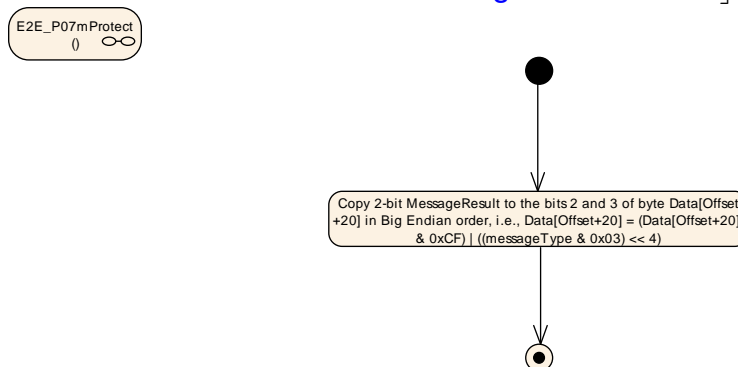 E2E_P07mProtect
()
Copy 2-bit MessageResult to the bits 2 and 3 of byte Data[Offset
+20] in Big Endian order, i.e., Data[Offset+20] = (Data[Offset+20]
& 0xCF) | ((messageType & 0x03) << 4)